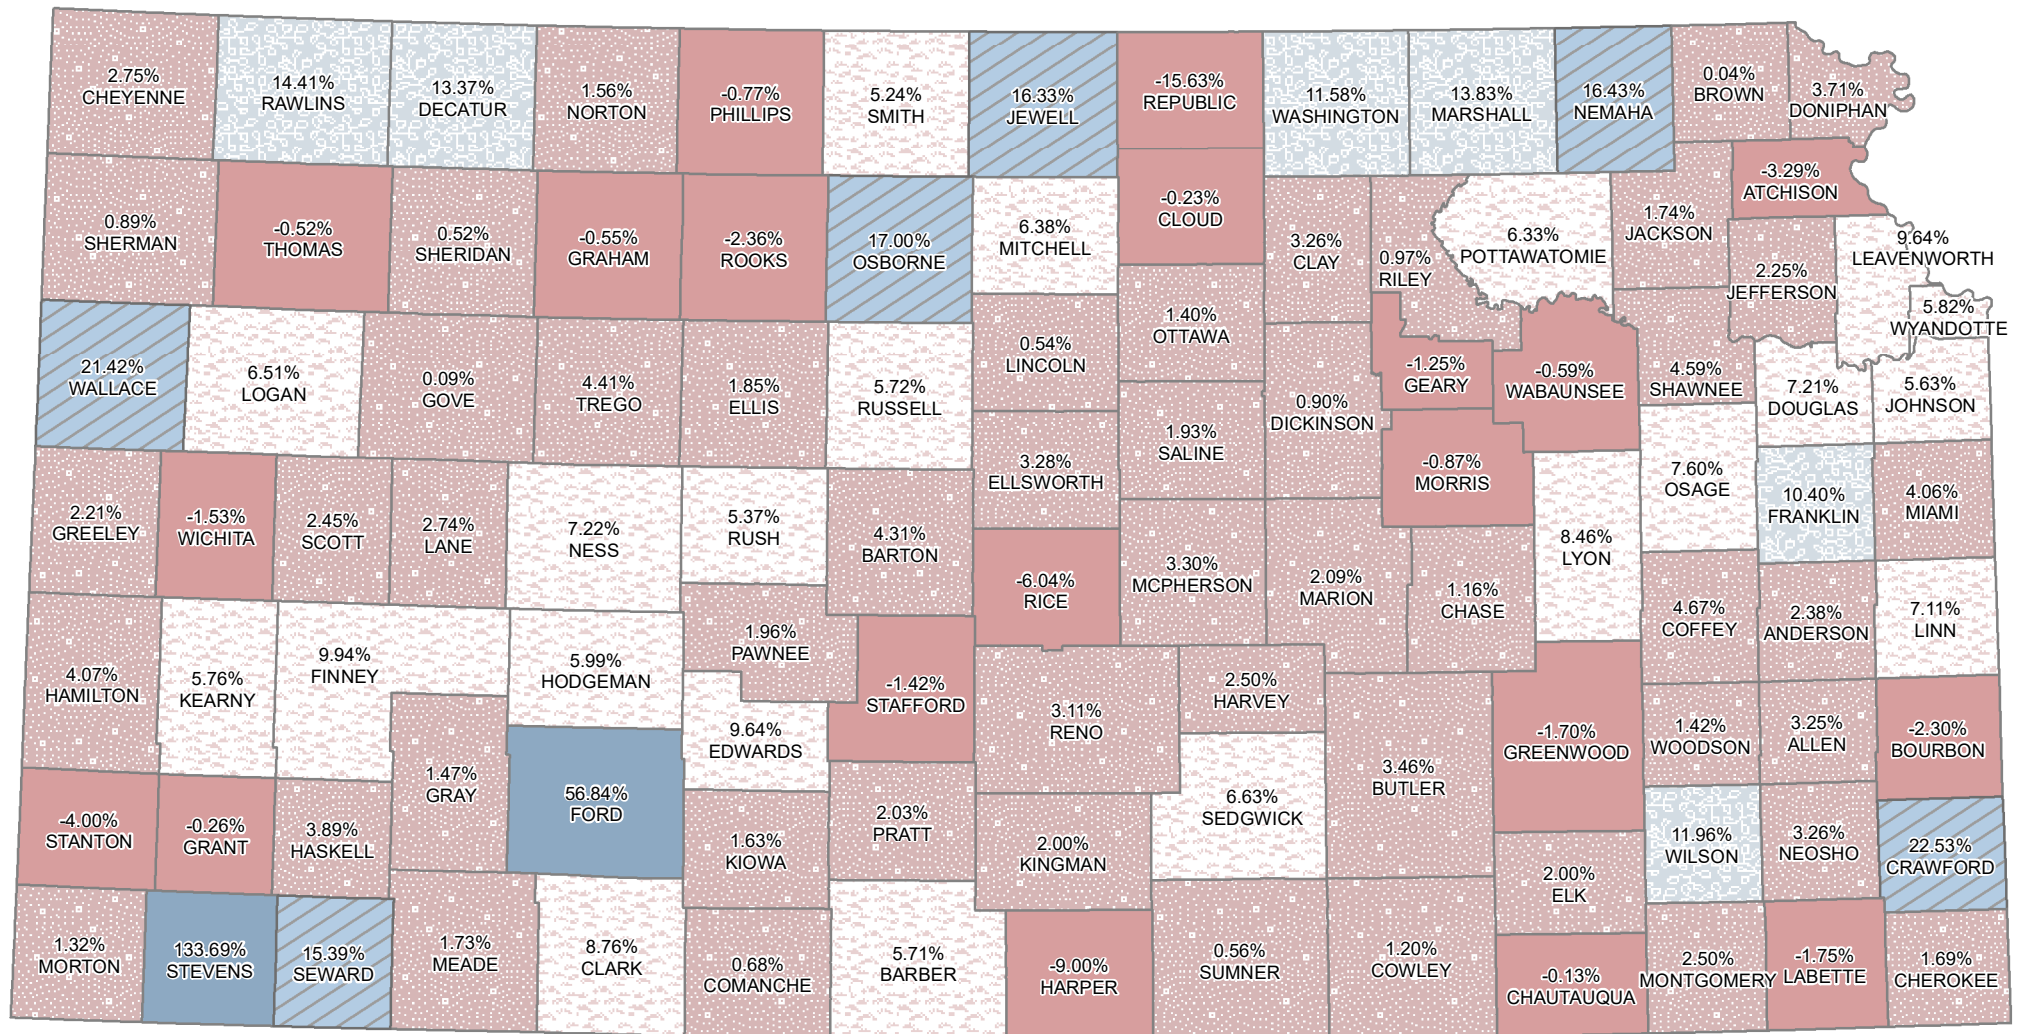 2.75%
CHEYENNE
14.41%
RAWLINS
13.37%
DECATUR
1.56%
NORTON
-0.77%
PHILLIPS
5.24%
SMITH
16.33%
JEWELL
-15.63%
REPUBLIC
11.58%
WASHINGTON
13.83%
MARSHALL
16.43%
NEMAHA
0.04%
BROWN
3.71%
DONIPHAN
-3.29%
ATCHISON
0.89%
SHERMAN
-0.52%
THOMAS
0.52%
SHERIDAN
-0.55%
GRAHAM
-2.36%
ROOKS
17.00%
OSBORNE
6.38%
MITCHELL
-0.23%
CLOUD
3.26%
CLAY
0.97%
RILEY
6.33%
POTTAWATOMIE
1.74%
JACKSON
2.25%
JEFFERSON
9.64%
LEAVENWORTH
5.82%
WYANDOTTE
21.42%
WALLACE
6.51%
LOGAN
0.09%
GOVE
4.41%
TREGO
1.85%
ELLIS
5.72%
RUSSELL
0.54%
LINCOLN
1.40%
OTTAWA
0.90%
DICKINSON
-1.25%
GEARY
-0.59%
WABAUNSEE
4.59%
SHAWNEE
7.21%
DOUGLAS
5.63%
JOHNSON
2.21%
GREELEY
-1.53%
WICHITA
2.45%
SCOTT
2.74%
LANE
7.22%
NESS
5.37%
RUSH
4.31%
BARTON
3.28%
ELLSWORTH
1.93%
SALINE
-0.87%
MORRIS
7.60%
OSAGE
10.40%
FRANKLIN
4.06%
MIAMI
-6.04%
RICE
3.30%
MCPHERSON
2.09%
MARION
1.16%
CHASE
8.46%
LYON
4.67%
COFFEY
2.38%
ANDERSON
7.11%
LINN
4.07%
HAMILTON
5.76%
KEARNY
9.94%
FINNEY
5.99%
HODGEMAN
1.96%
PAWNEE
-1.42%
STAFFORD
3.11%
RENO
2.50%
HARVEY
1.47%
GRAY
56.84%
FORD
9.64%
EDWARDS
3.46%
BUTLER
-1.70%
GREENWOOD
1.42%
WOODSON
3.25%
ALLEN
-2.30%
BOURBON
-4.00%
STANTON
-0.26%
GRANT
3.89%
HASKELL
1.63%
KIOWA
2.03%
PRATT
2.00%
KINGMAN
6.63%
SEDGWICK
2.00%
ELK
11.96%
WILSON
3.26%
NEOSHO
22.53%
CRAWFORD
1.32%
MORTON
133.69%
STEVENS
15.39%
SEWARD
1.73%
MEADE
8.76%
CLARK
0.68%
COMANCHE
5.71%
BARBER
-9.00%
HARPER
0.56%
SUMNER
1.20%
COWLEY
-0.13%
CHAUTAUQUA
2.50%
MONTGOMERY
-1.75%
LABETTE
1.69%
CHEROKEE